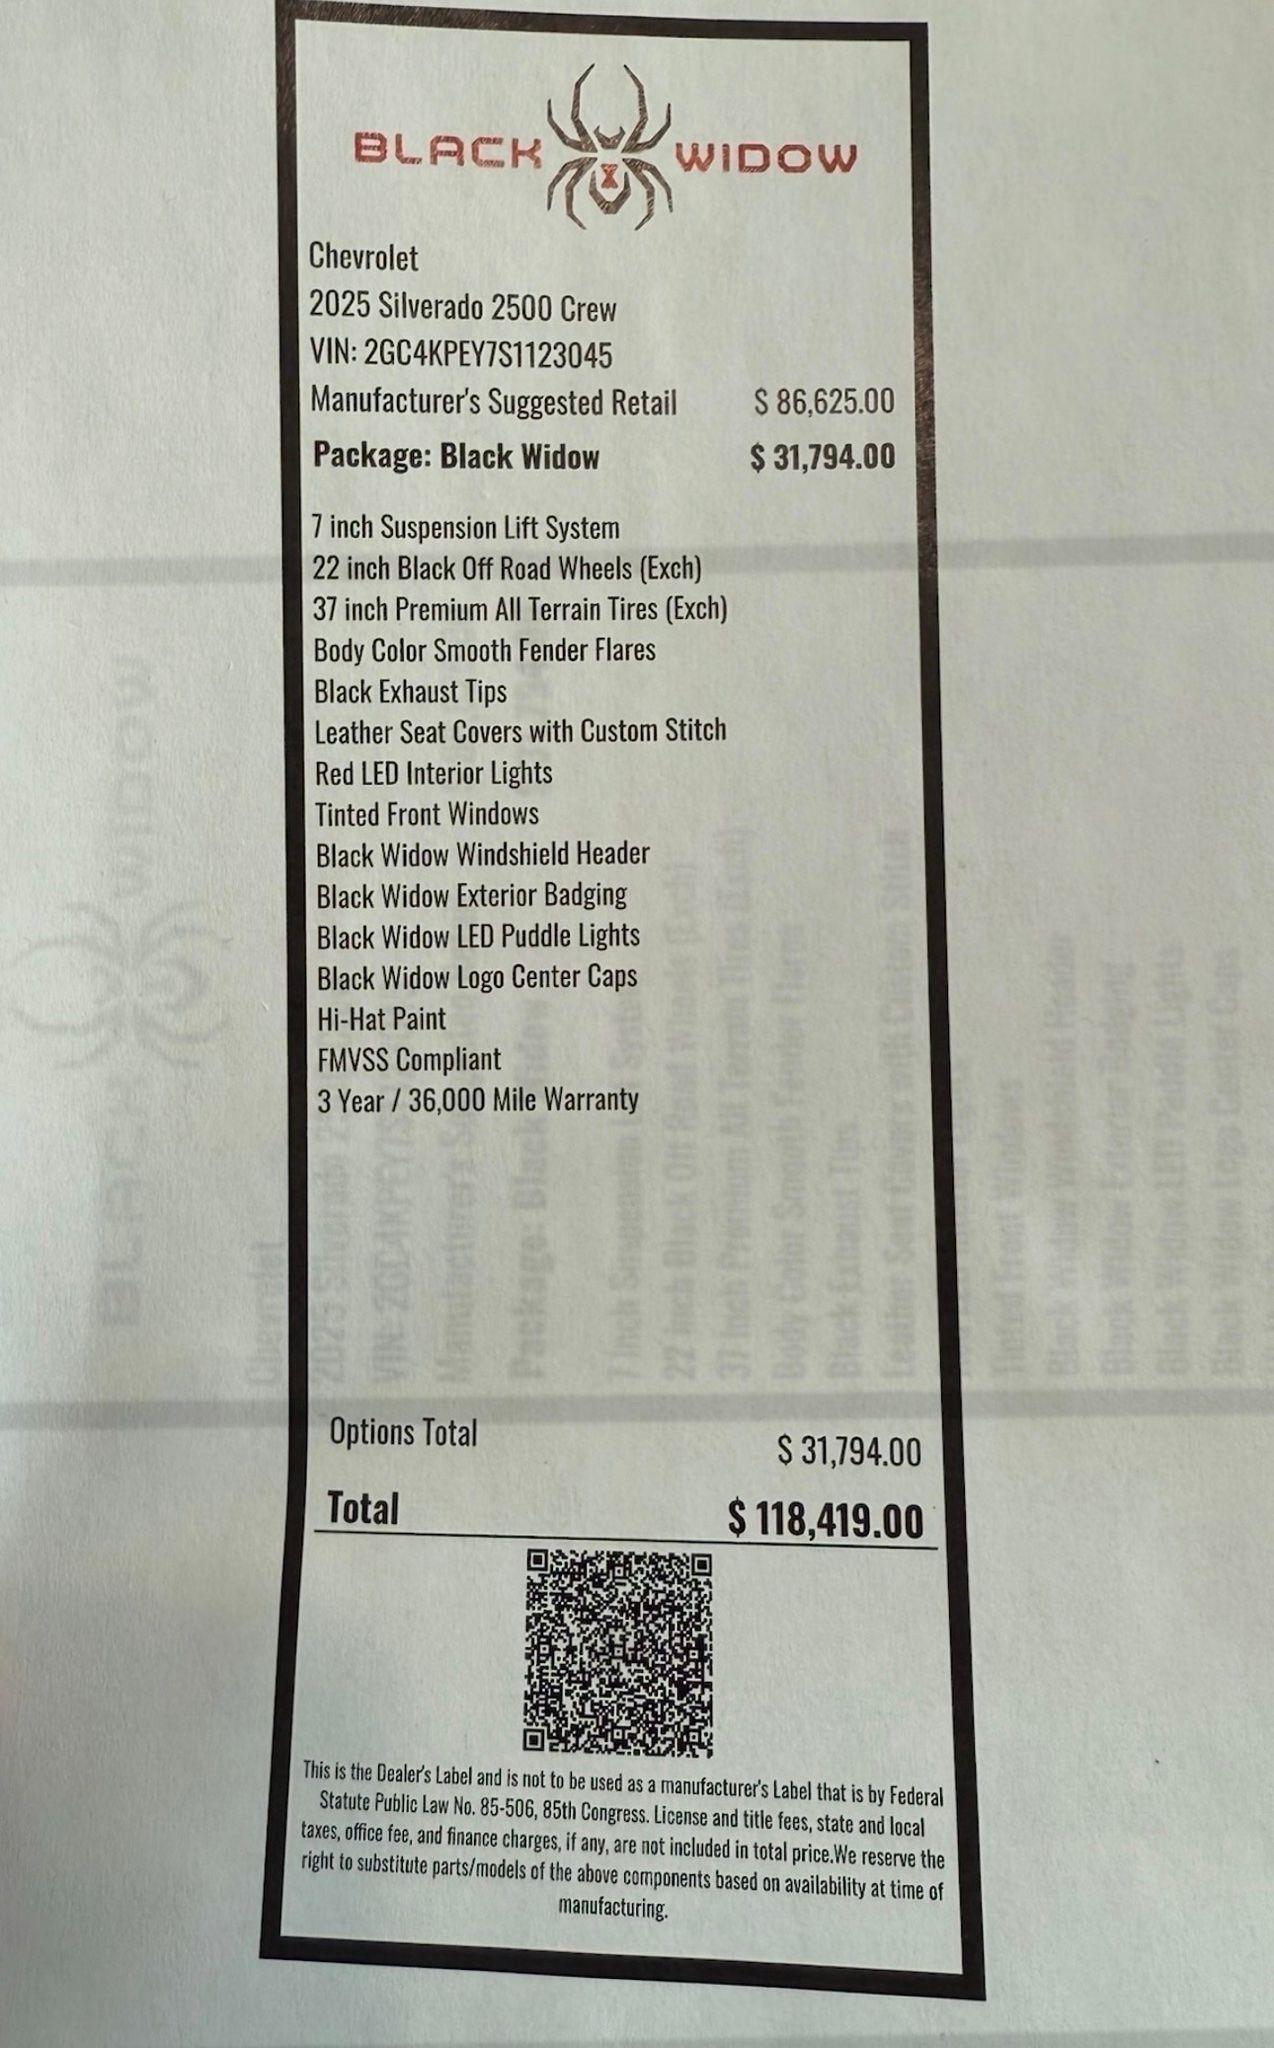 BLACK WIDOW
Chevrolet
2025 Silverado 2500 Crew
VIN: 2GC4KPEY7S1123045
Manufacturer's Suggested Retail $ 86,625.00
Package: Black Widow $ 31,794.00
7 inch Suspension Lift System
22 inch Black Off Road Wheels (Exch)
37 inch Premium All Terrain Tires (Exch)
Body Color Smooth Fender Flares
Black Exhaust Tips
Leather Seat Covers with Custom Stitch
Red LED Interior Lights
Tinted Front Windows
Black Widow Windshield Header
Black Widow Exterior Badging
Black Widow LED Puddle Lights
Black Widow Logo Center Caps
Hi-Hat Paint
FMVSS Compliant
3 Year / 36,000 Mile Warranty
Options Total $ 31,794.00
Total $ 118,419.00
This is the Dealer's Label and is not to be used as a manufacturer's Label that is by Federal
Statute Public Law No. 85-506, 85th Congress. License and title fees, state and local
taxes, office fee, and finance charges, if any, are not included in total price.We reserve the
right to substitute parts/models of the above components based on availability at time of
manufacturing.